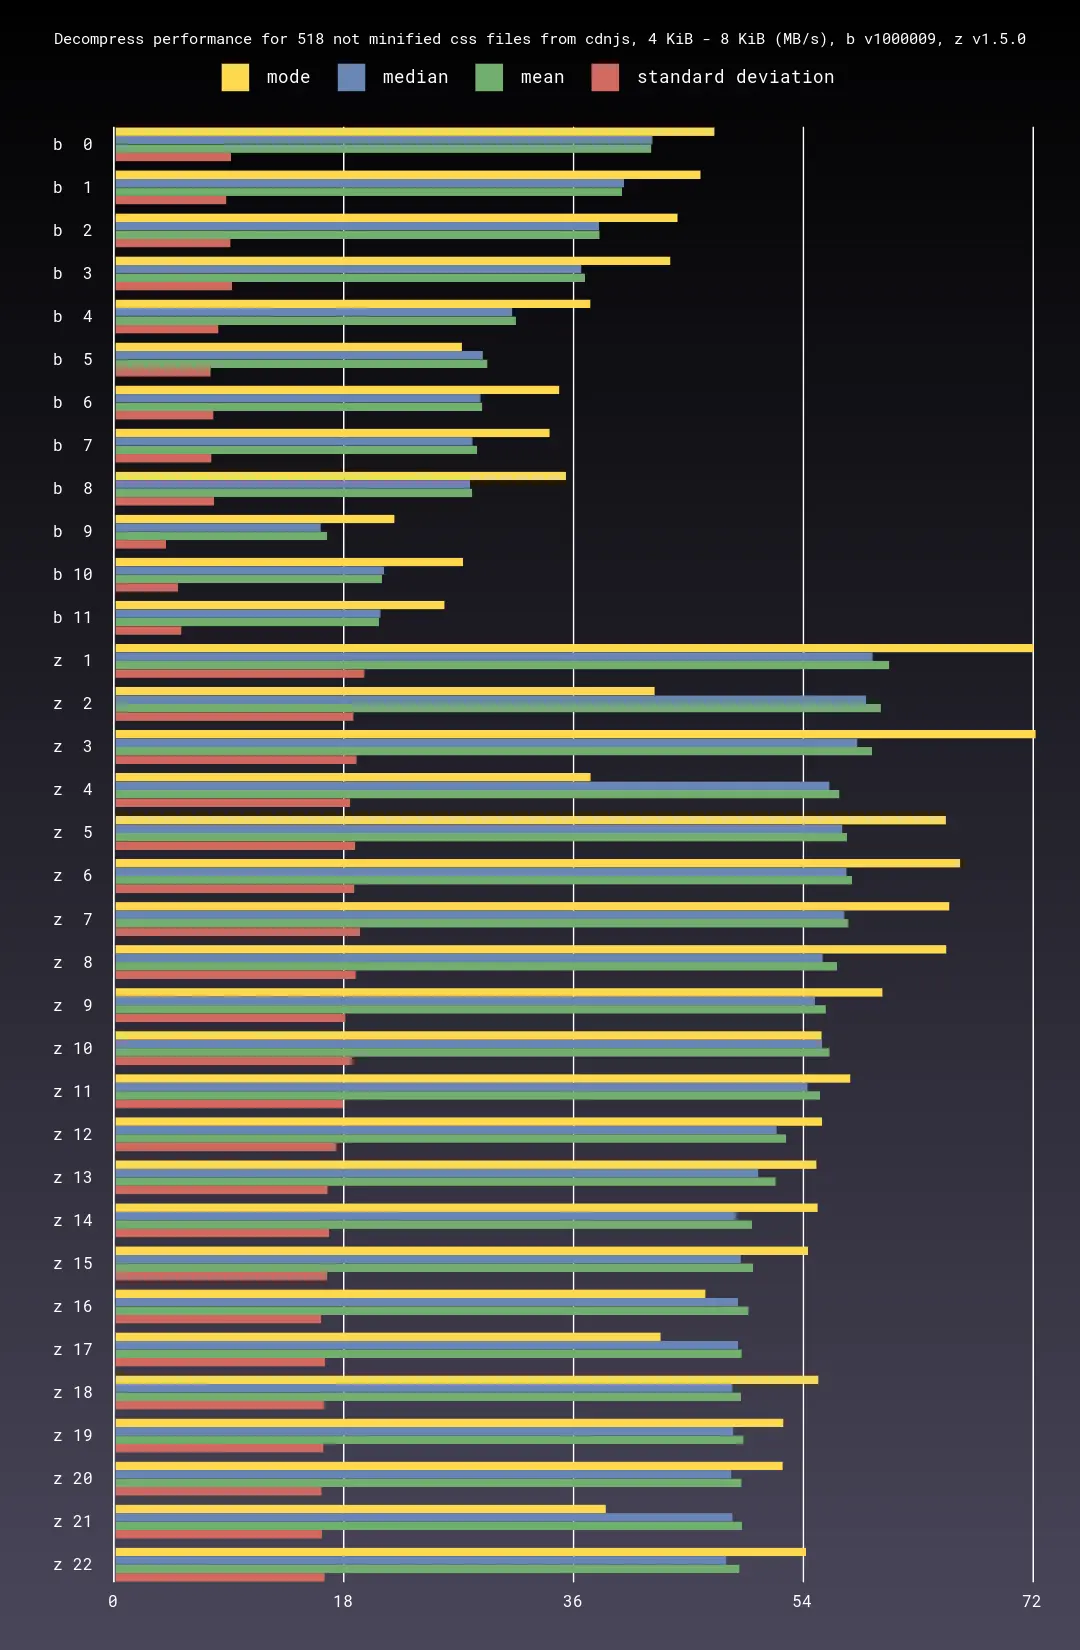 Decompress performance for 518 not minified css files from cdnjs, 4 KiB - 8 KiB (MB/s), b v1000009, z v1.5.0
mode median mean standard deviation
b 0
b 1
b 2
b 3
b 4
b 5
b 6
b 7
b 8
b 9
b 10
b 11
z 1
z 2
z 3
z 4
z 5
z 6
z 7
z 8
z 9
z 10
z 11
z 12
z 13
z 14
z 15
z 16
z 17
z 18
z 19
z 20
z 21
z 22
0 18 36 54 72